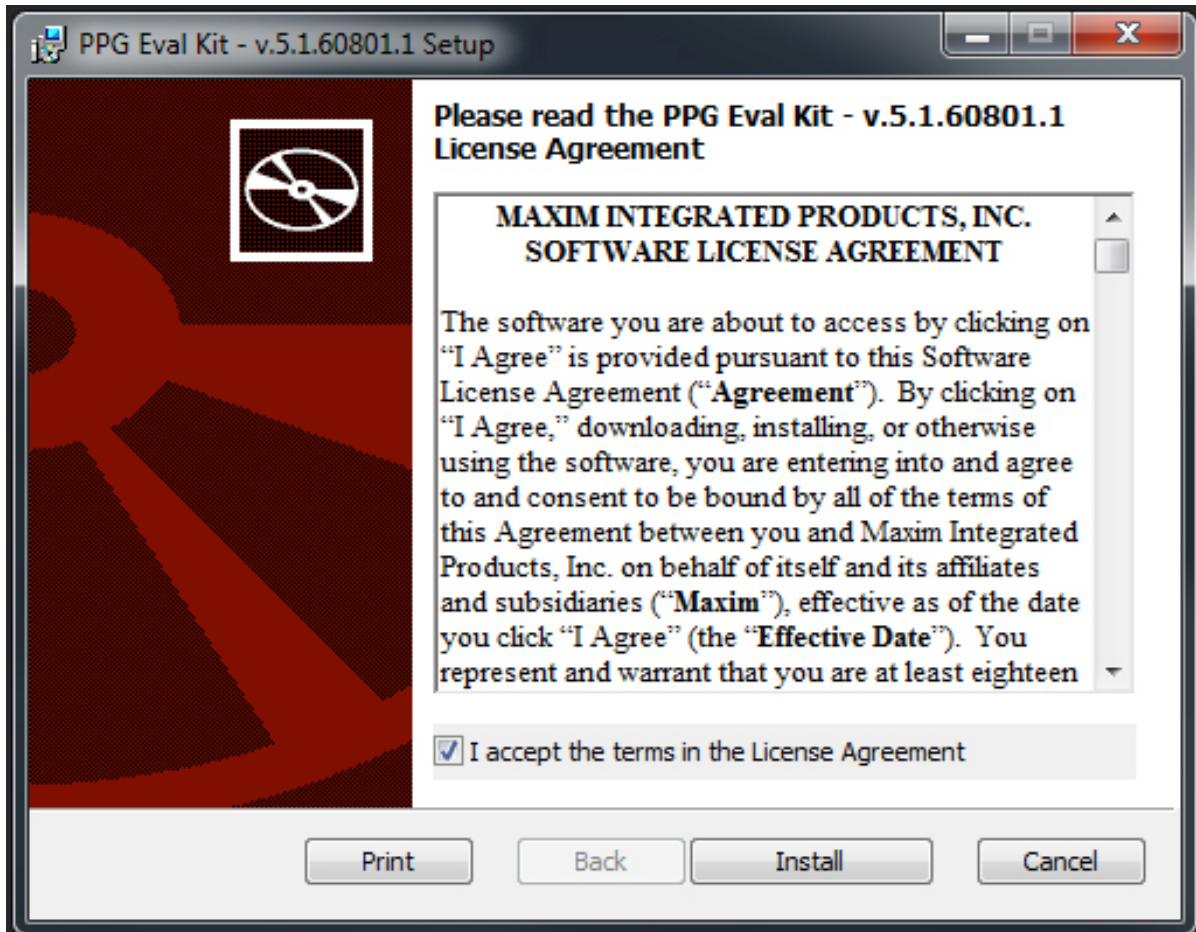 PPG Eval Kit - v.5.1.60801.1 Setup
Please read the PPG Eval Kit - v.5.1.60801.1
License Agreement
MAXIM INTEGRATED PRODUCTS, INC.
SOFTWARE LICENSE AGREEMENT
The software you are about to access by clicking on
“I Agree” is provided pursuant to this Software
License Agreement (“Agreement”).  By clicking on
“I Agree,” downloading, installing, or otherwise
using the software, you are entering into and agree
to and consent to be bound by all of the terms of
this Agreement between you and Maxim Integrated
Products, Inc. on behalf of itself and its affiliates
and subsidiaries (“Maxim”), effective as of the date
you click “I Agree” (the “Effective Date”).  You
represent and warrant that you are at least eighteen
I accept the terms in the License Agreement
Print
Back
Install
Cancel